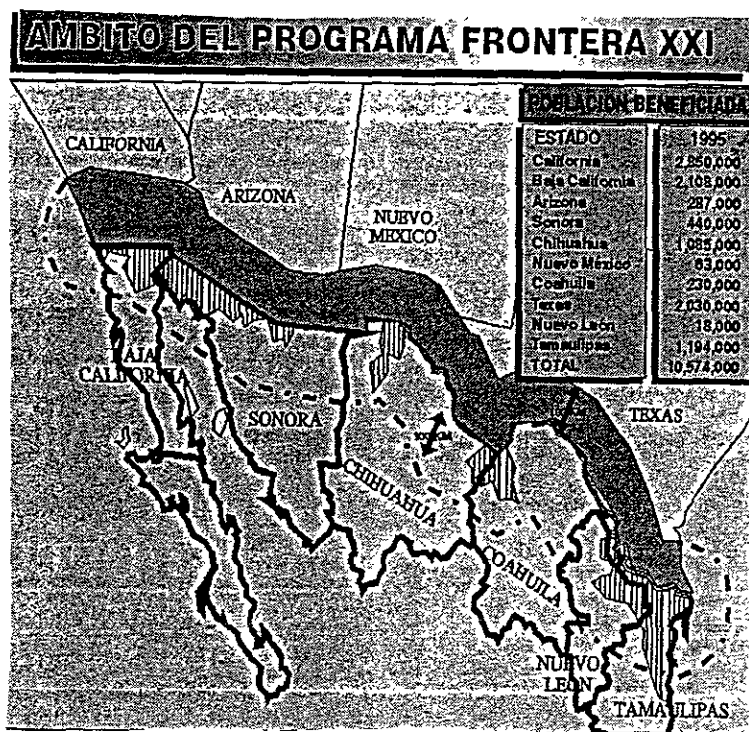 AMBITO DEL PROGRAMA FRONTERA XXI
POBLACION BENEFICIADA
ESTADO 1995
California 2,850,000
Baja California 2,108,000
Arizona 287,000
Sonora 440,000
Chihuahua 1,085,000
Nuevo México 63,000
Coahuila 230,000
Texas 2,030,000
Nuevo León 18,000
Tamaulipas 1,194,000
TOTAL 10,574,000
CALIFORNIA
ARIZONA
NUEVO
MEXICO
TEXAS
BAJA
CALIFORNIA
SONORA
CHIHUAHUA
COAHUILA
NUEVO
LEON
TAMAULIPAS